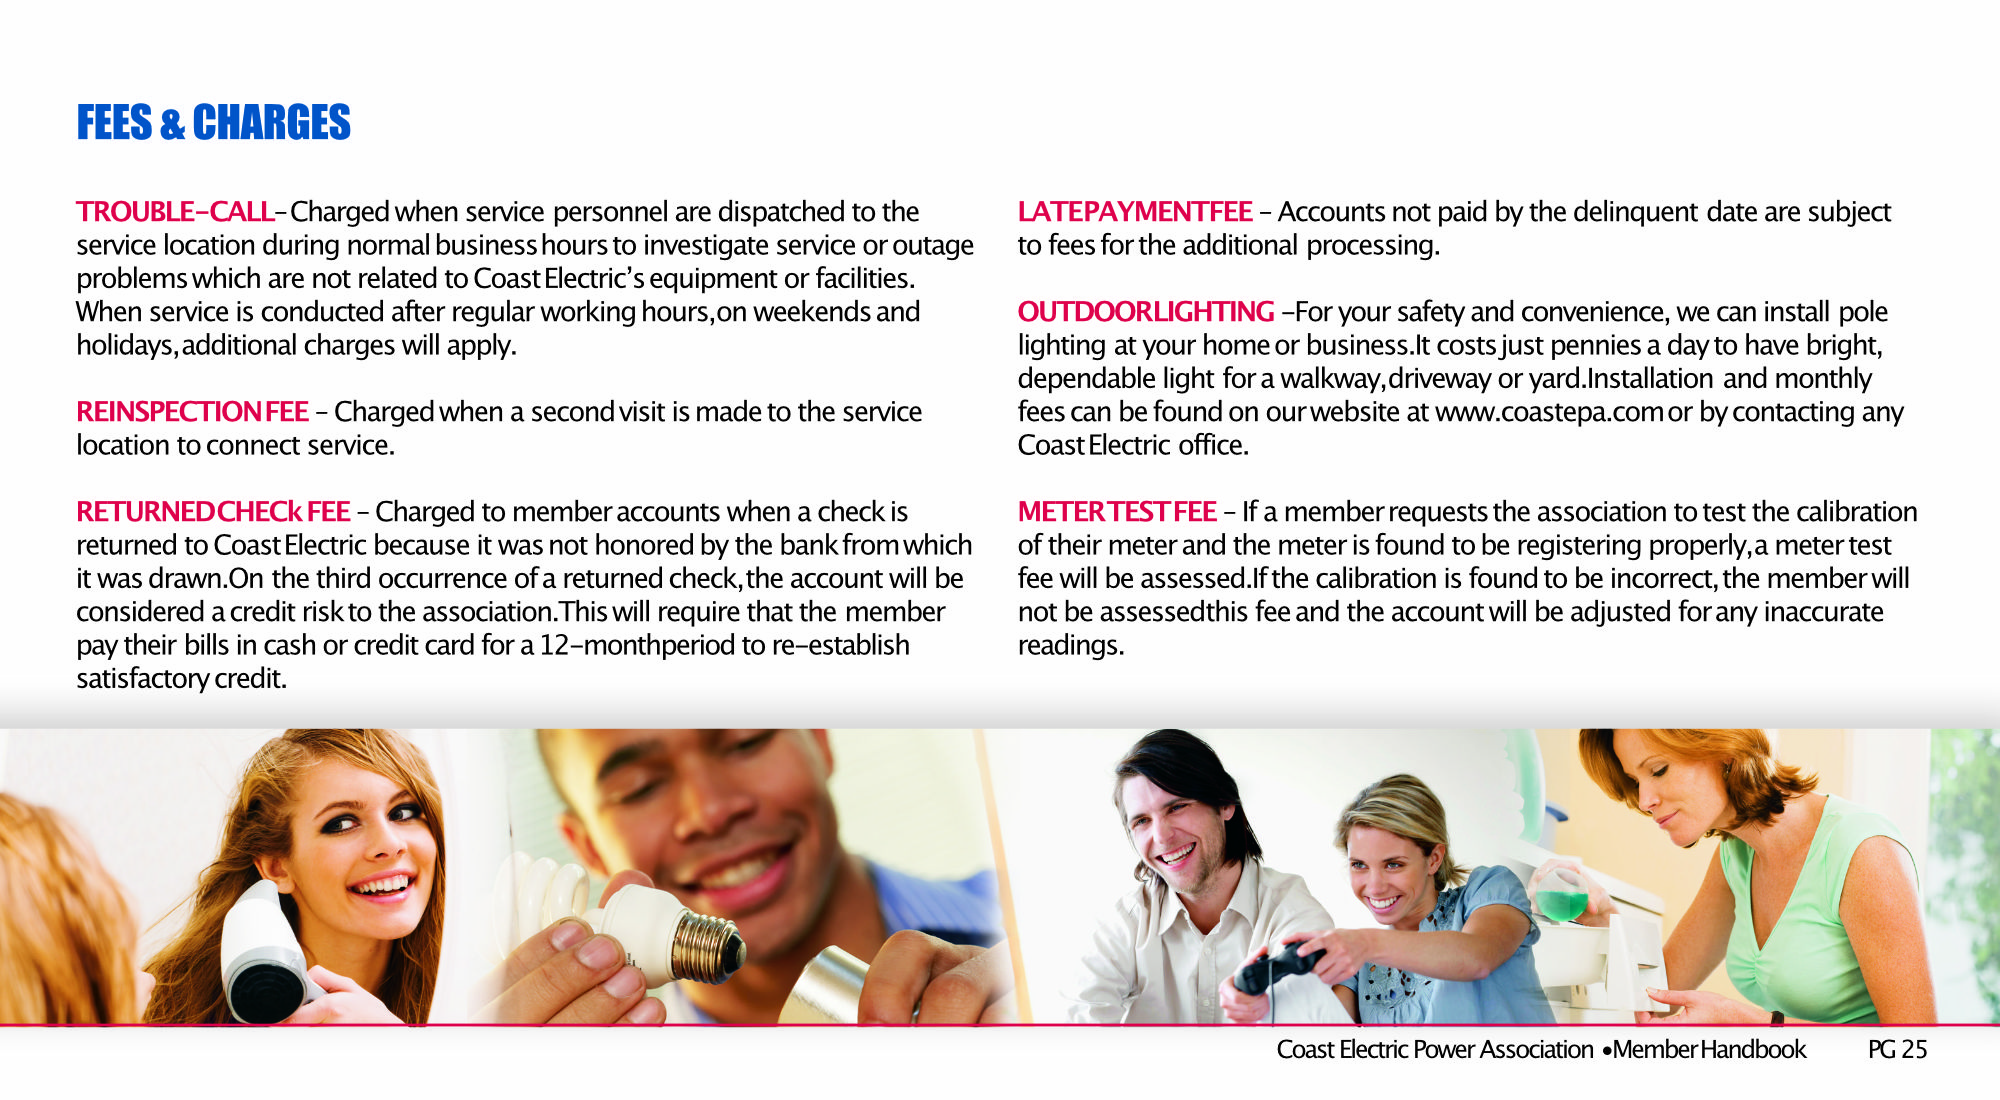 FEES & CHARGES
TROUBLE-CALL- Charged when service personnel are dispatched to the
service location during normal business hours to investigate service or outage
problems which are not related to Coast Electric's equipment or facilities.
When service is conducted after regular working hours,on weekends and
holidays,additional charges will apply.
REINSPECTION FEE - Charged when a second visit is made to the service
location to connect service.
RETURNED CHECk FEE - Charged to member accounts when a check is
returned to Coast Electric because it was not honored by the bank from which
it was drawn.On the third occurrence of a returned check,the account will be
considered a credit risk to the association.This will require that the member
pay their bills in cash or credit card for a 12-monthperiod to re-establish
satisfactory credit.
LATEPAYMENTFEE - Accounts not paid by the delinquent date are subject
to fees for the additional processing.
OUTDOORLIGHTING -For your safety and convenience, we can install pole
lighting at your home or business.It costs just pennies a day to have bright,
dependable light for a walkway,driveway or yard.Installation and monthly
fees can be found on our website at www.coastepa.com or by contacting any
Coast Electric office.
METER TEST FEE - If a member requests the association to test the calibration
of their meter and the meter is found to be registering properly,a meter test
fee will be assessed.If the calibration is found to be incorrect,the member will
not be assessedthis fee and the account will be adjusted for any inaccurate
readings.
Coast Electric Power Association •Member Handbook PG 25